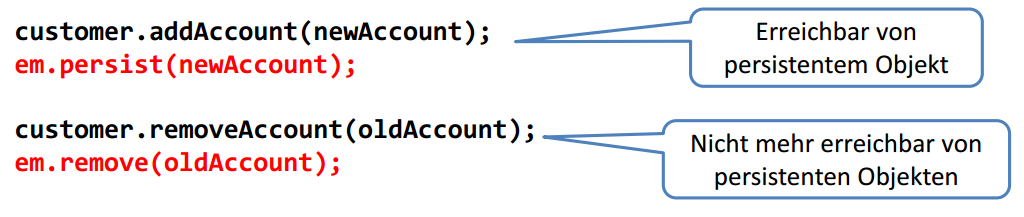 customer.addAccount(newAccount);
em.persist(newAccount);
Erreichbar von
persistentem Objekt
customer.removeAccount(oldAccount);
em.remove(oldAccount);
Nicht mehr erreichbar von
persistenten Objekten